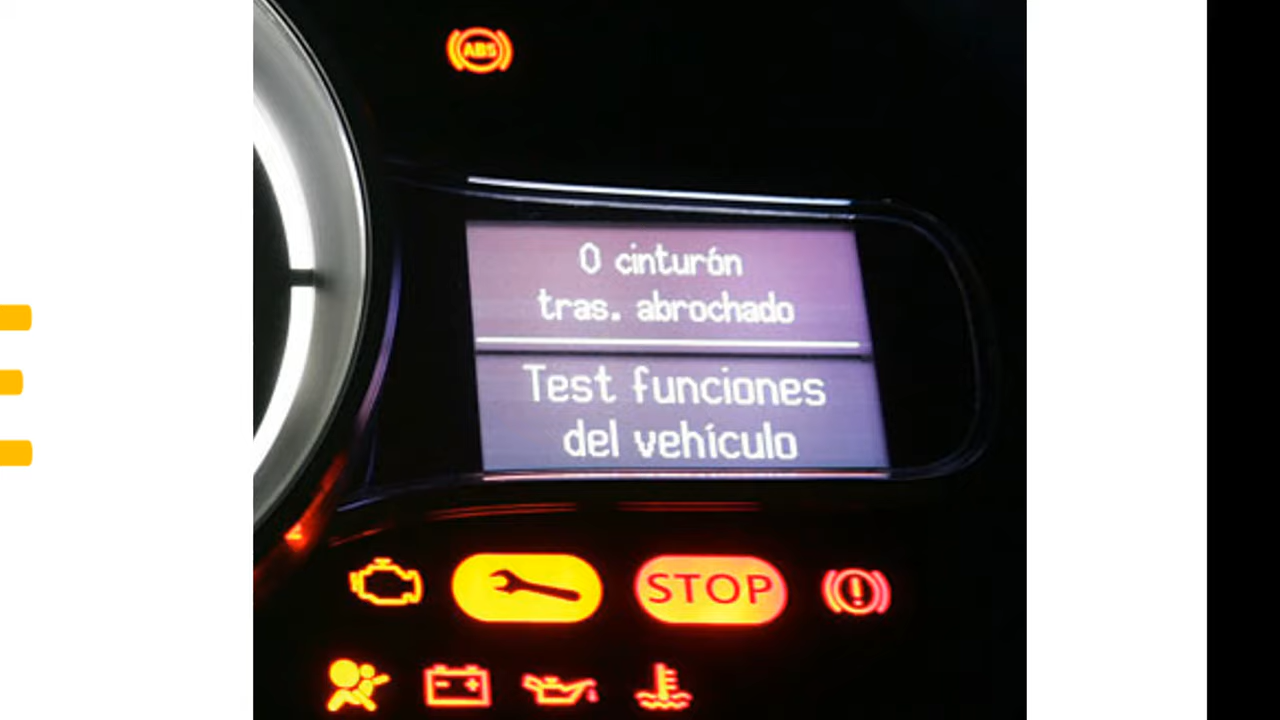 ABS
0 cinturón
tras. abrochado
Test funciones
del vehículo
STOP